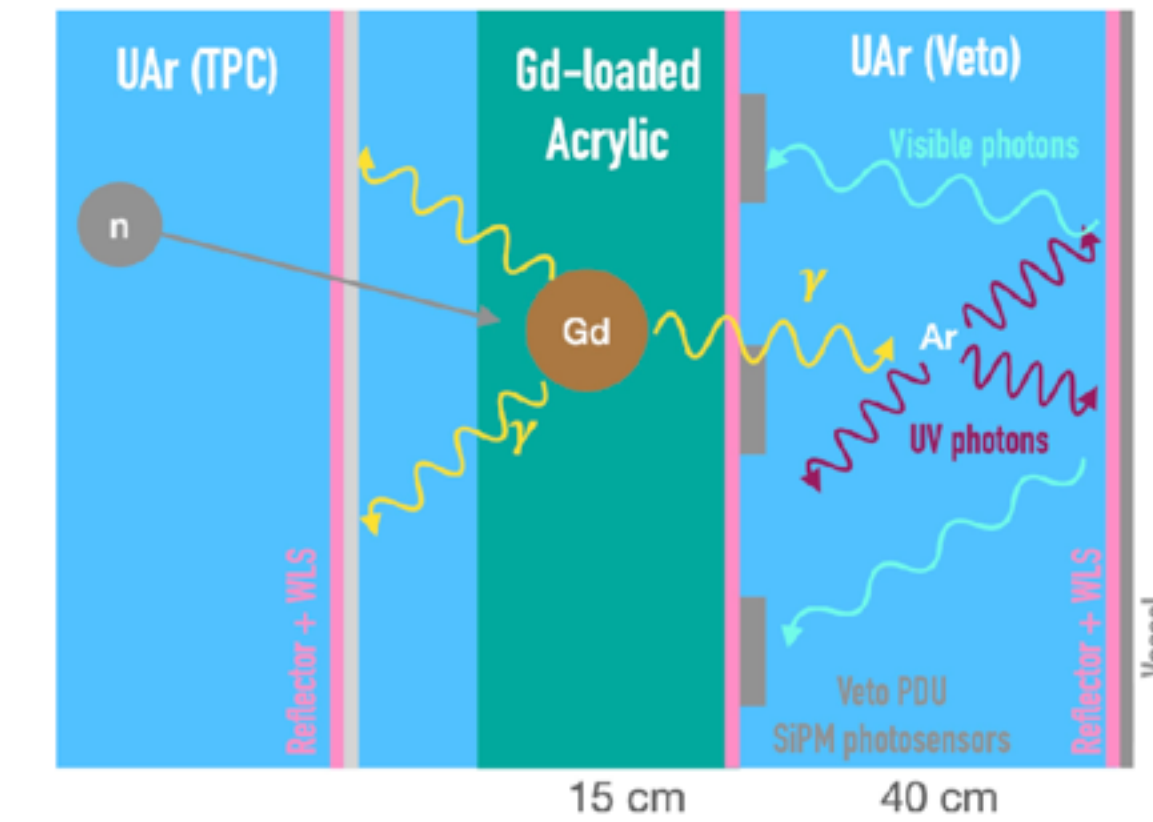 UAr (TPC)
Gd-loaded
Acrylic
UAr (Veto)
Visible photons
n
γ
Gd
Ar
γ
UV photons
Reflector + WLS
Veto PDU
SiPM photosensors
Reflector + WLS
15 cm
40 cm